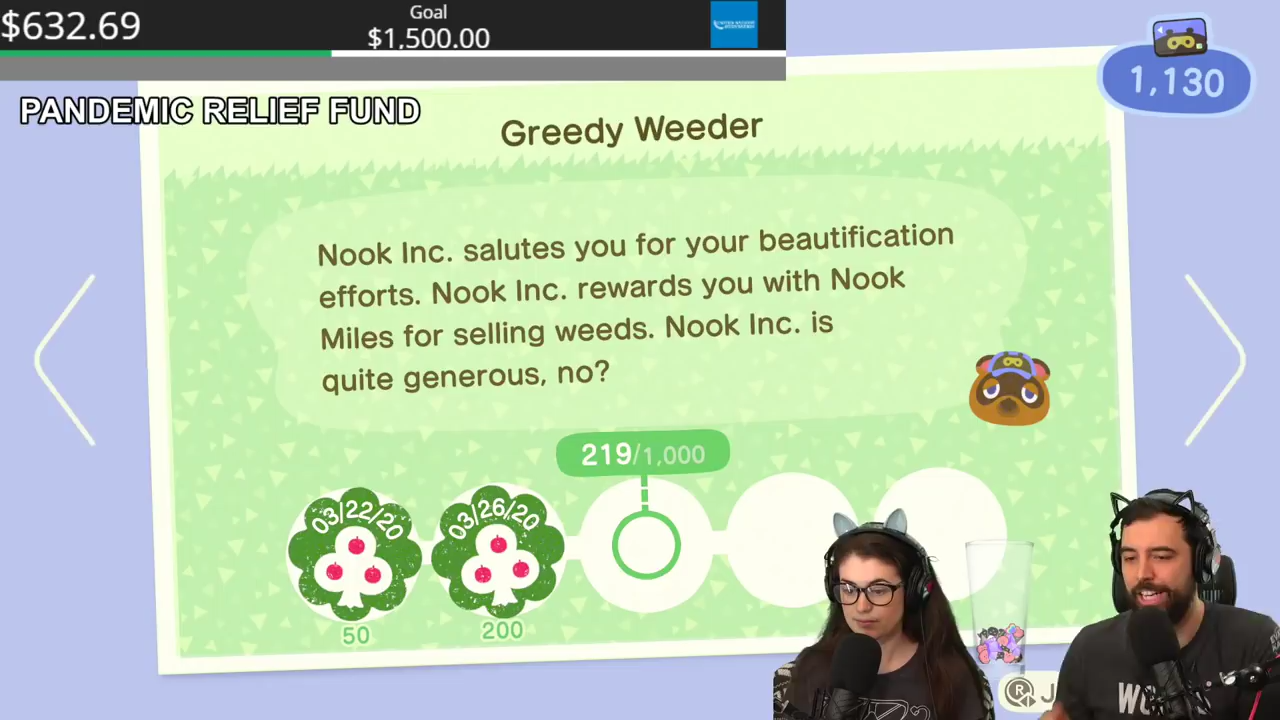 $632.69
Goal
$1,500.00
1,130
PANDEMIC RELIEF FUND
Greedy Weeder
Nook Inc. salutes you for your beautification
efforts. Nook Inc. rewards you with Nook
Miles for selling weeds. Nook Inc. is
quite generous, no?
219/1,000
03/22/20
03/26/20
50
200
R